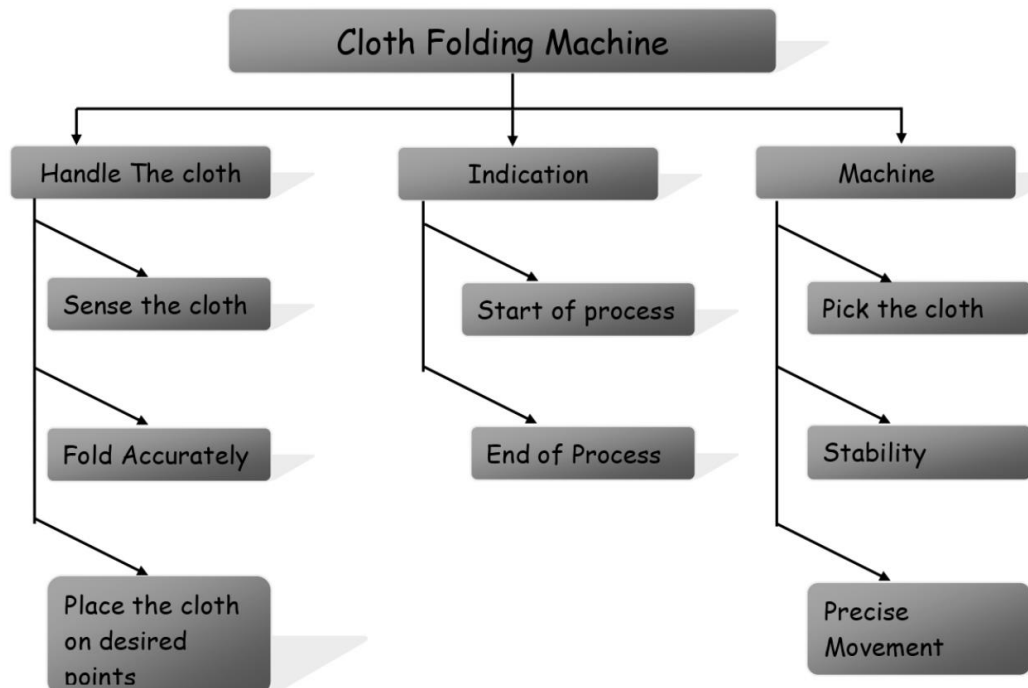 Cloth Folding Machine
Handle The cloth
Indication
Machine
Sense the cloth
Start of process
Pick the cloth
Fold Accurately
End of Process
Stability
Place the cloth
on desired
points
Precise
Movement